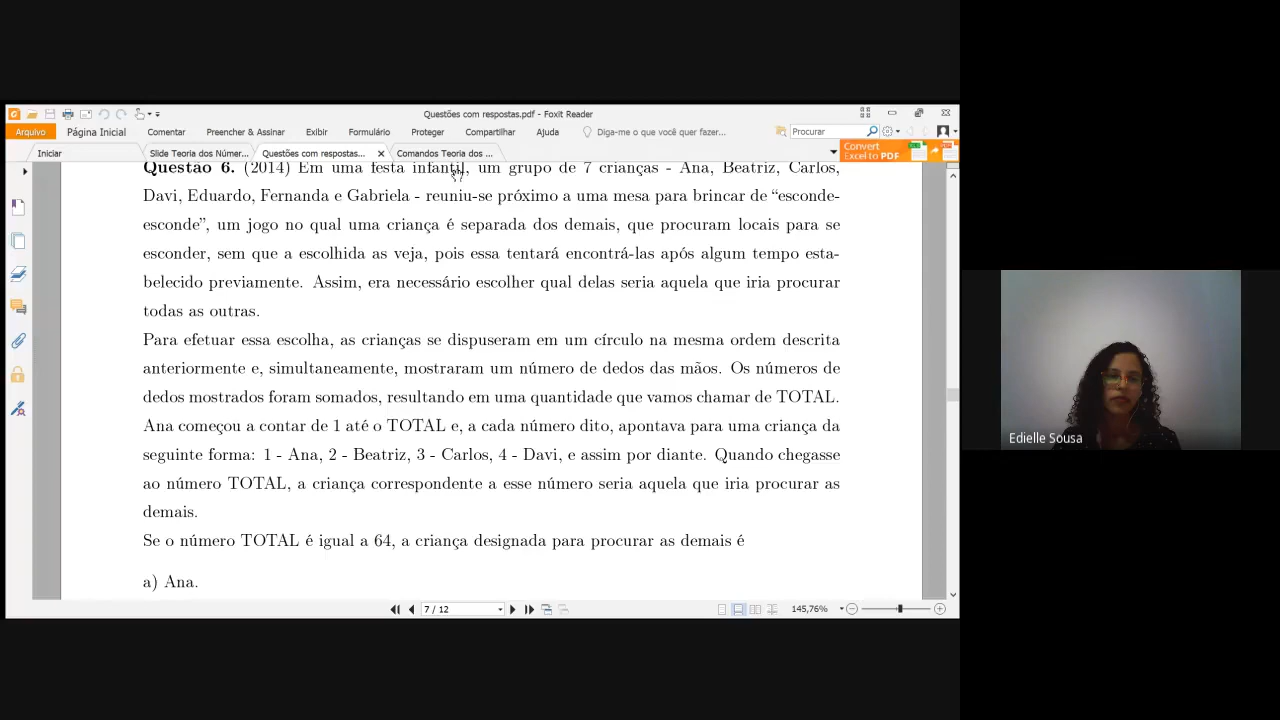 Questões com respostas.pdf - Foxit Reader
Arquivo Página Inicial Comentar Preencher & Assinar Exibir Formulário Proteger Compartilhar Ajuda Diga-me o que você quer fazer... Procurar
Iniciar Slide Teoria dos Númer... Questões com respostas... Comandos Teoria dos ...
Convert
Excel to PDF
Questão 6. (2014) Em uma festa infantil, um grupo de 7 crianças - Ana, Beatriz, Carlos,
Davi, Eduardo, Fernanda e Gabriela - reuniu-se próximo a uma mesa para brincar de “esconde-
esconde”, um jogo no qual uma criança é separada dos demais, que procuram locais para se
esconder, sem que a escolhida as veja, pois essa tentará encontrá-las após algum tempo esta-
belecido previamente. Assim, era necessário escolher qual delas seria aquela que iria procurar
todas as outras.
Para efetuar essa escolha, as crianças se dispuseram em um círculo na mesma ordem descrita
anteriormente e, simultaneamente, mostraram um número de dedos das mãos. Os números de
dedos mostrados foram somados, resultando em uma quantidade que vamos chamar de TOTAL.
Ana começou a contar de 1 até o TOTAL e, a cada número dito, apontava para uma criança da
seguinte forma: 1 - Ana, 2 - Beatriz, 3 - Carlos, 4 - Davi, e assim por diante. Quando chegasse
ao número TOTAL, a criança correspondente a esse número seria aquela que iria procurar as
demais.
Se o número TOTAL é igual a 64, a criança designada para procurar as demais é
a) Ana.
7 / 12 145,76%
Edielle Sousa